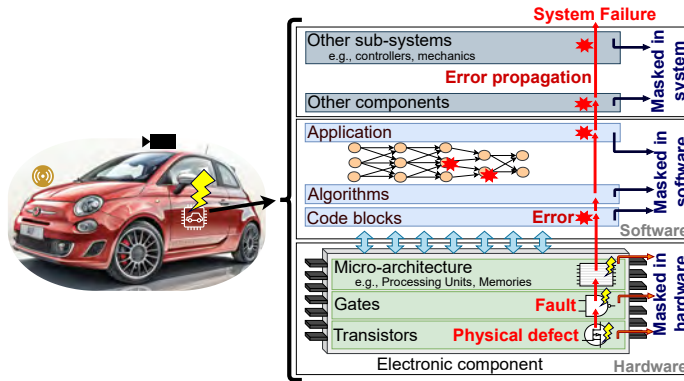 System Failure
Other sub-systems
e.g., controllers, mechanics
Error propagation
Other components
Masked in
system
Application
Algorithms
Code blocks
Error
Masked in
software
Software
Micro-architecture
e.g., Processing Units, Memories
Gates
Fault
Transistors
Physical defect
Masked in
hardware
Electronic component
Hardware